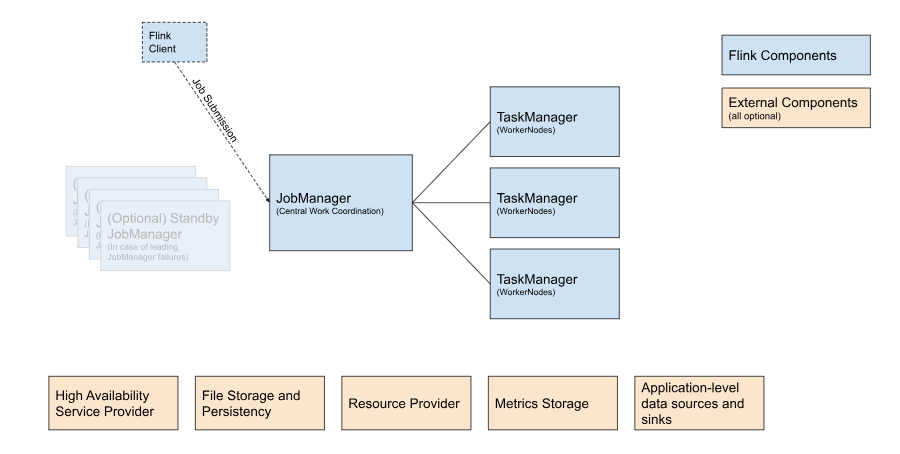 Flink
Client
Job Submission
Flink Components
External Components
(all optional)
TaskManager
(WorkerNodes)
JobManager
(Central Work Coordination)
TaskManager
(WorkerNodes)
TaskManager
(WorkerNodes)
(Optional) Standby
JobManager
(In case of leading
JobManager failures)
High Availability
Service Provider
File Storage and
Persistency
Resource Provider
Metrics Storage
Application-level
data sources and
sinks